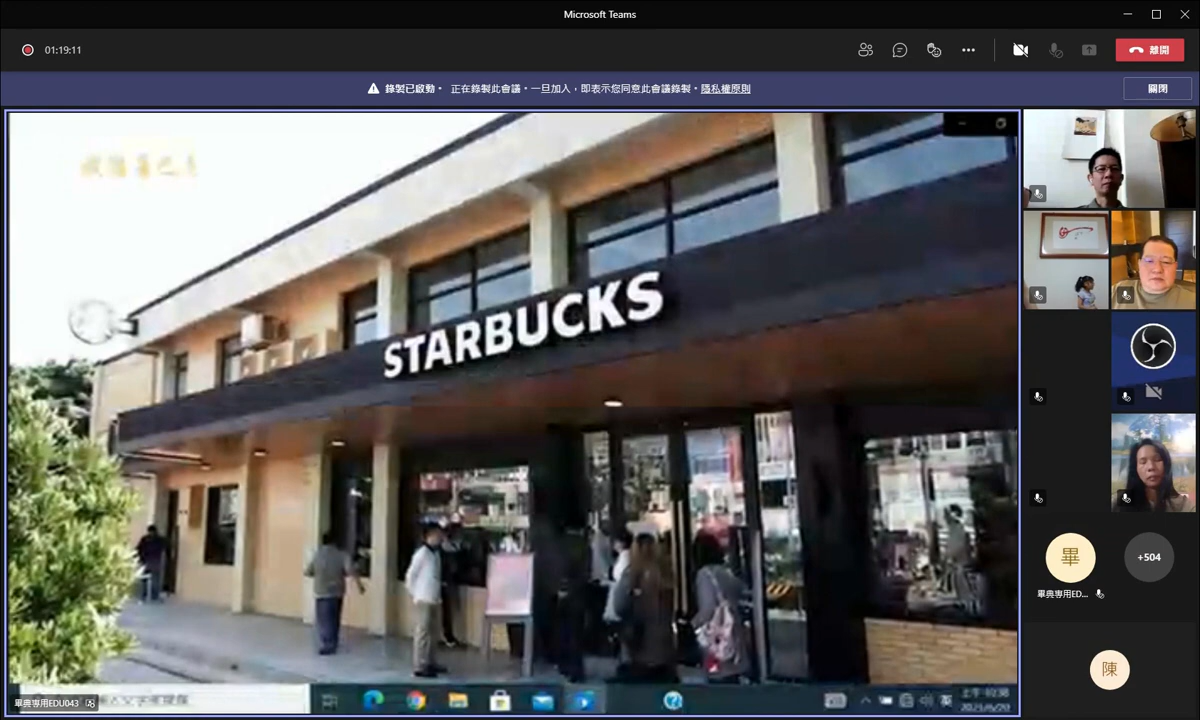 Microsoft Teams
01:19:11
離開
錄製已啟動。 正在錄製此會議。一旦加入，即表示您同意此會議錄製。隱私權原則
關閉
STARBUCKS
畢
+504
畢典專用ED...
陳
畢典專用EDU043
英